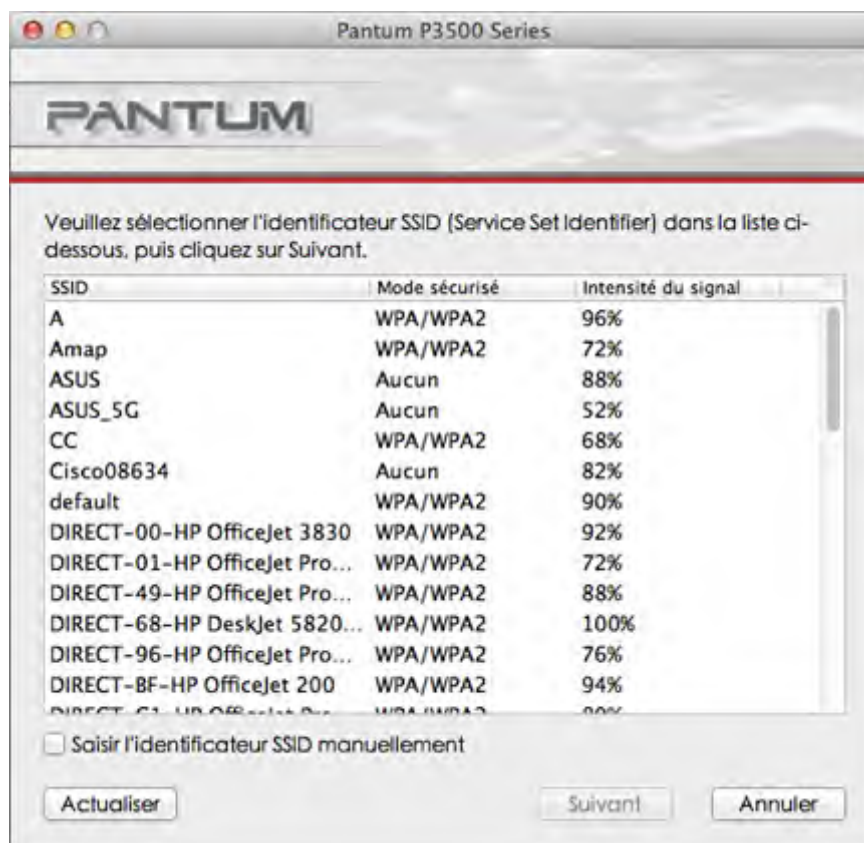 Pantum P3500 Series
PANTUM
Veuillez sélectionner l'identificateur SSID (Service Set Identifier) dans la liste ci-
dessous, puis cliquez sur Suivant.
SSID Mode sécurisé Intensité du signal
A WPA/WPA2 96%
Amap WPA/WPA2 72%
ASUS Aucun 88%
ASUS_5G Aucun 52%
CC WPA/WPA2 68%
Cisco08634 Aucun 82%
default WPA/WPA2 90%
DIRECT-00-HP OfficeJet 3830 WPA/WPA2 92%
DIRECT-01-HP OfficeJet Pro... WPA/WPA2 72%
DIRECT-49-HP OfficeJet Pro... WPA/WPA2 88%
DIRECT-68-HP DeskJet 5820... WPA/WPA2 100%
DIRECT-96-HP OfficeJet Pro... WPA/WPA2 76%
DIRECT-BF-HP OfficeJet 200 WPA/WPA2 94%
Saisir l'identificateur SSID manuellement
Actualiser Suivant Annuler